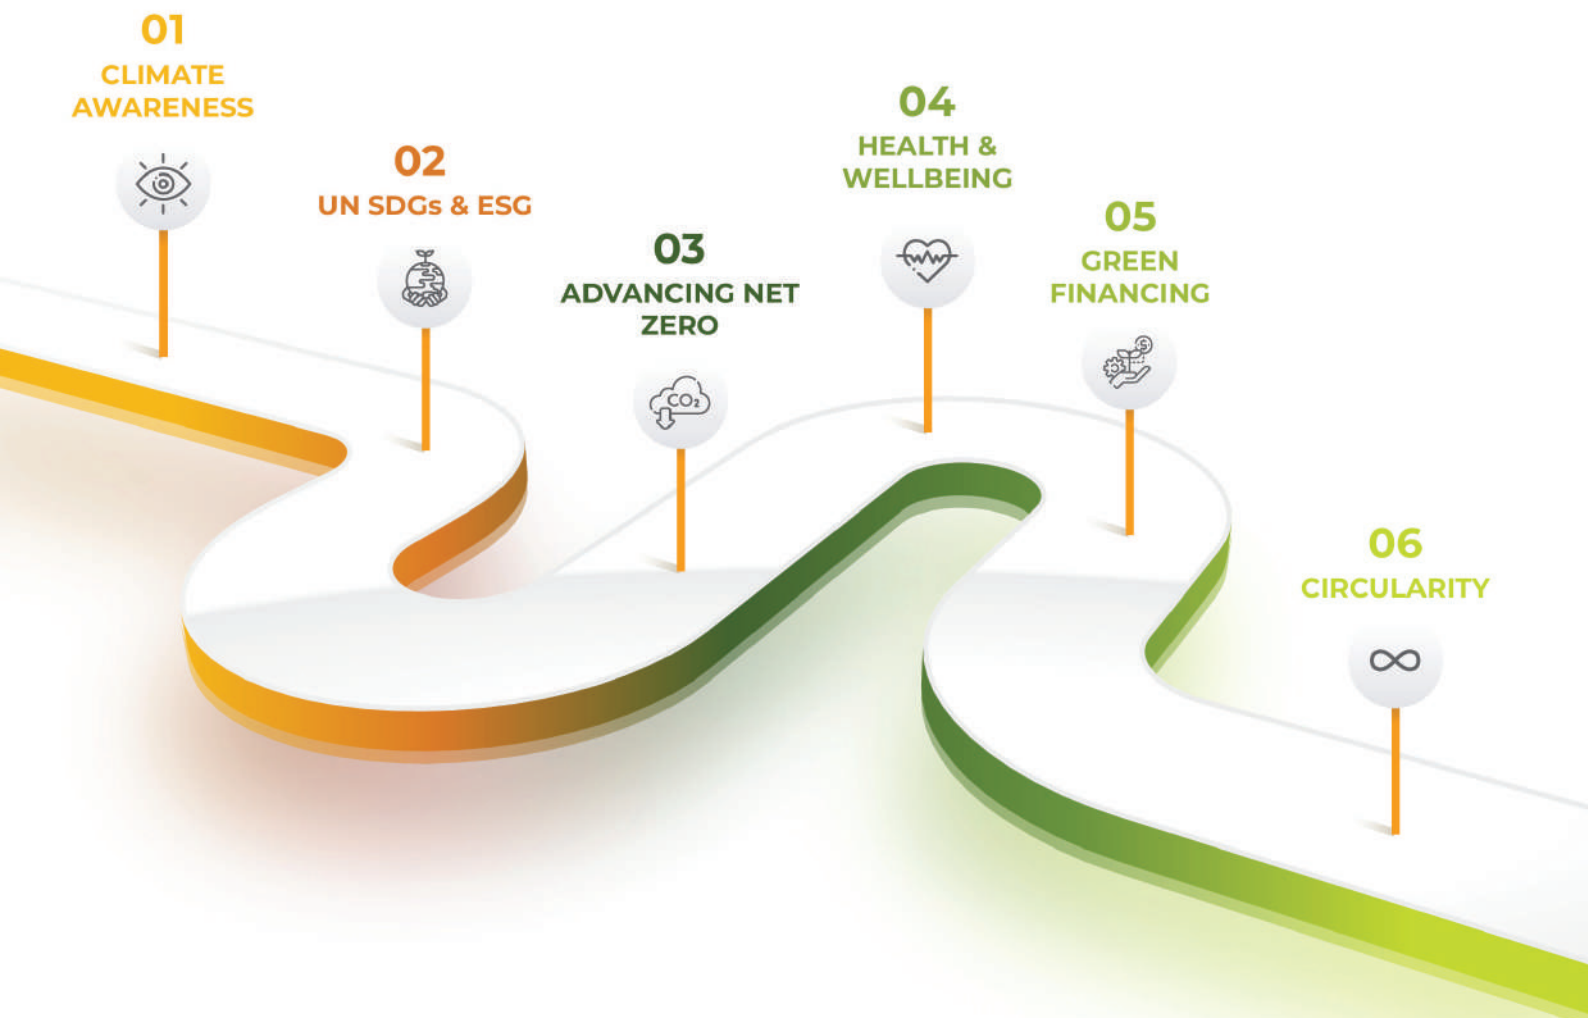 01
CLIMATE
AWARENESS
02
UN SDGs & ESG
03
ADVANCING NET
ZERO
CO₂
04
HEALTH &
WELLBEING
05
GREEN
FINANCING
$
06
CIRCULARITY